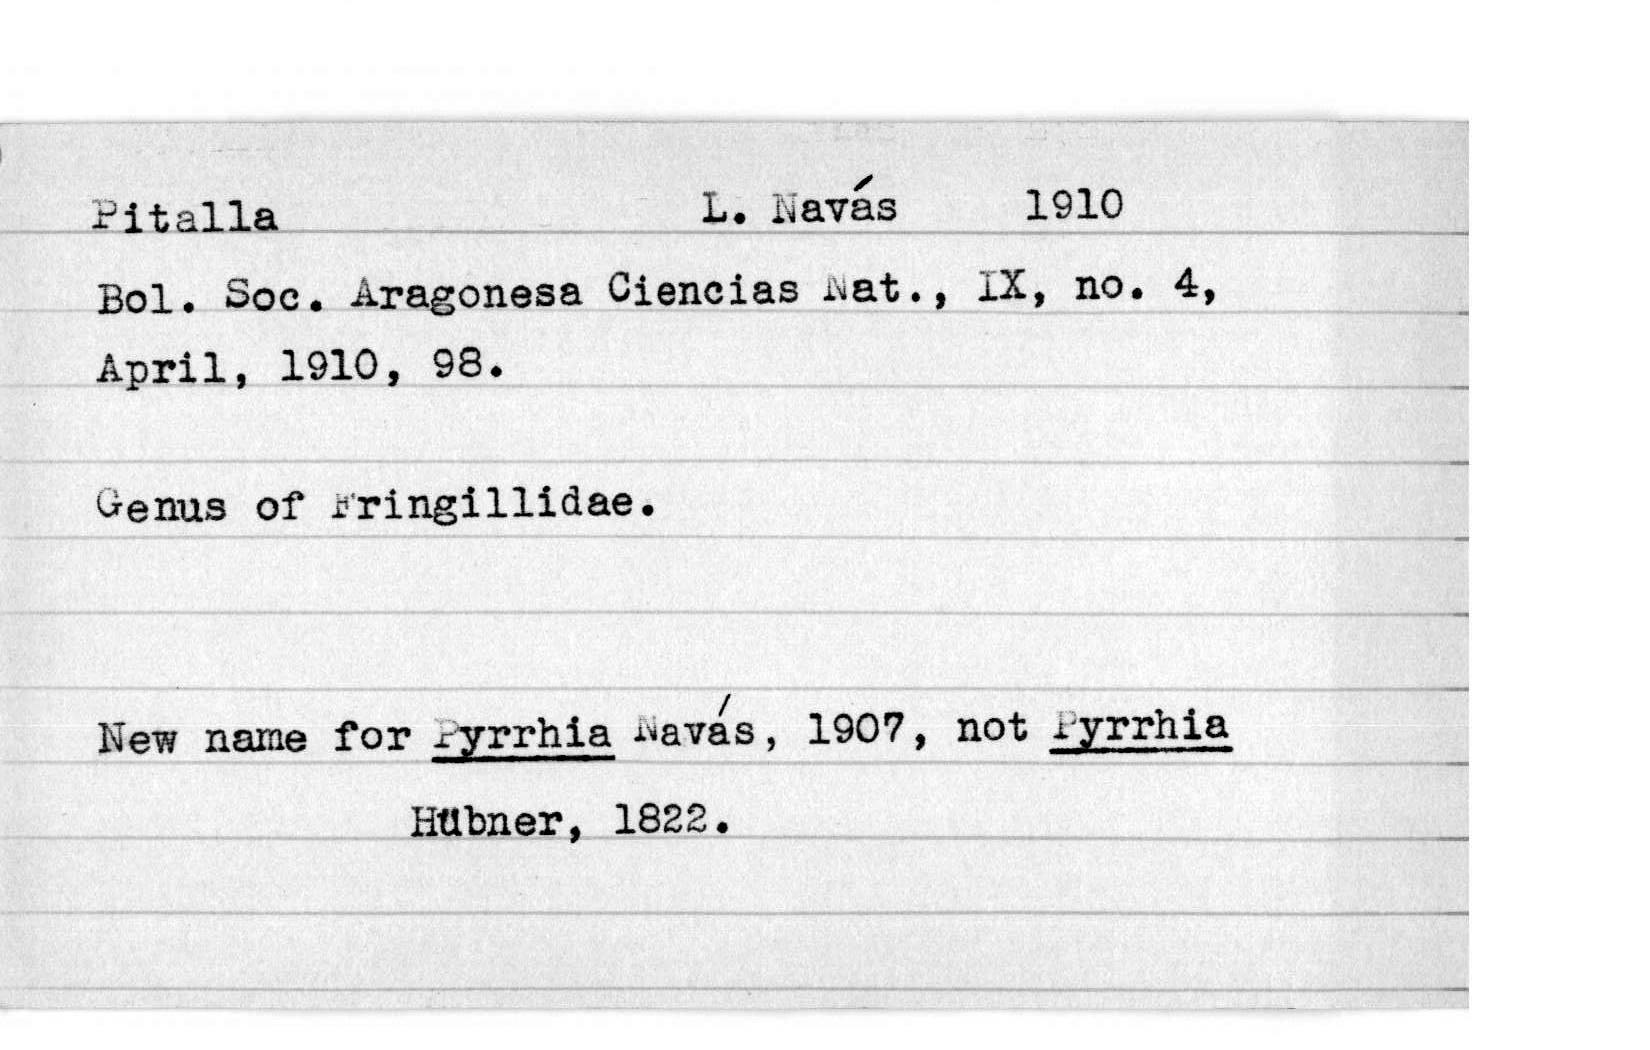 Pitalla L. Navás 1910
Bol. Soc. Aragonesa Ciencias Nat., IX, no. 4,
April, 1910, 98.
Genus of Fringillidae.
New name for Pyrrhia Navás, 1907, not Pyrrhia
Hübner, 1822.